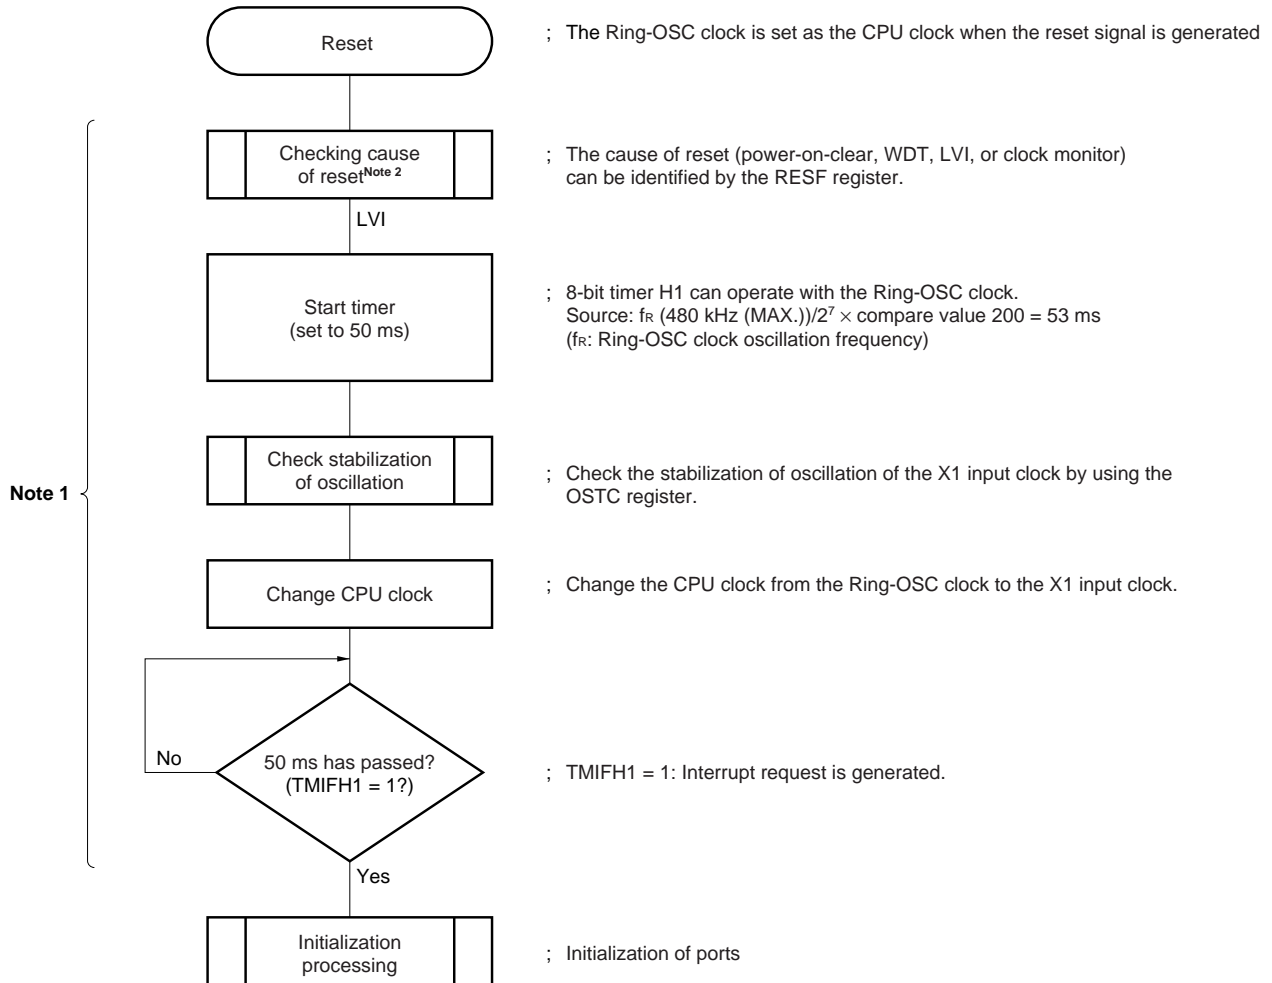 Reset
; The Ring-OSC clock is set as the CPU clock when the reset signal is generated
Checking cause
of reset Note 2
; The cause of reset (power-on-clear, WDT, LVI, or clock monitor)
can be identified by the RESF register.
LVI
Start timer
(set to 50 ms)
; 8-bit timer H1 can operate with the Ring-OSC clock.
Source: fR (480 kHz (MAX.))/2⁷ × compare value 200 = 53 ms
(fR: Ring-OSC clock oscillation frequency)
Note 1
Check stabilization
of oscillation
; Check the stabilization of oscillation of the X1 input clock by using the
OSTC register.
Change CPU clock
; Change the CPU clock from the Ring-OSC clock to the X1 input clock.
No
50 ms has passed?
(TMIFH1 = 1?)
; TMIFH1 = 1: Interrupt request is generated.
Yes
Initialization
processing
; Initialization of ports